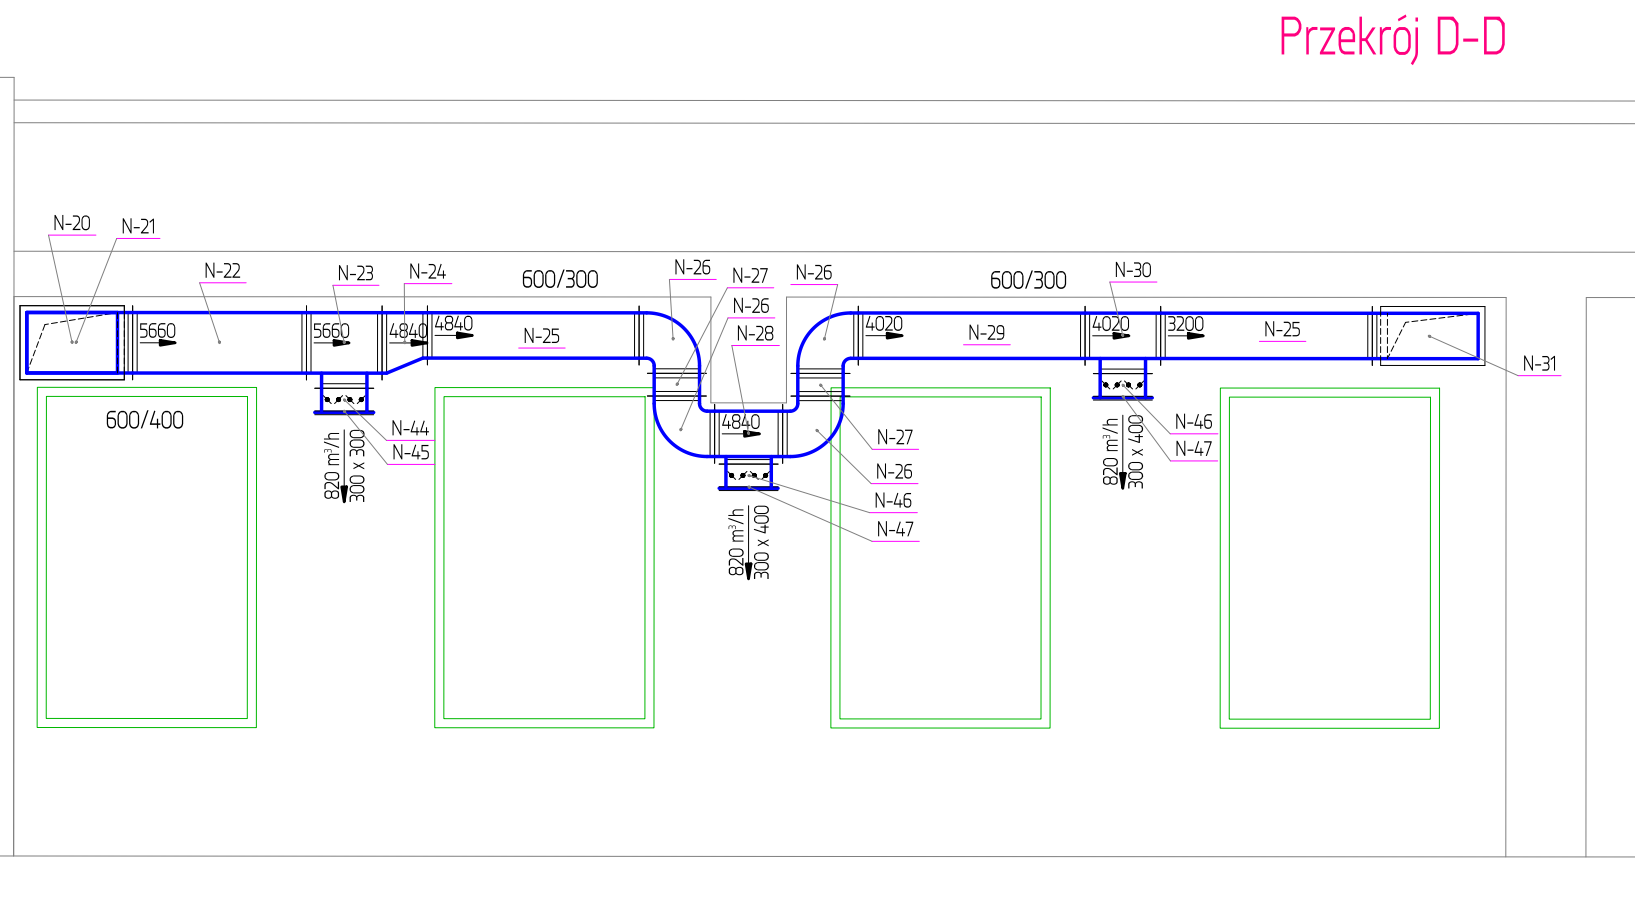 Przekrój D-D
N-20
N-21
N-22
N-23
N-24
600/300
N-26
N-27
N-26
N-26
N-28
600/300
N-30
5660
5660
4840
4840
N-25
4020
N-29
4020
3200
N-25
N-31
600/400
N-44
N-45
820 m³/h
300 x 300
4840
N-27
N-26
N-46
N-47
820 m³/h
300 x 400
N-46
N-47
820 m³/h
300 x 400